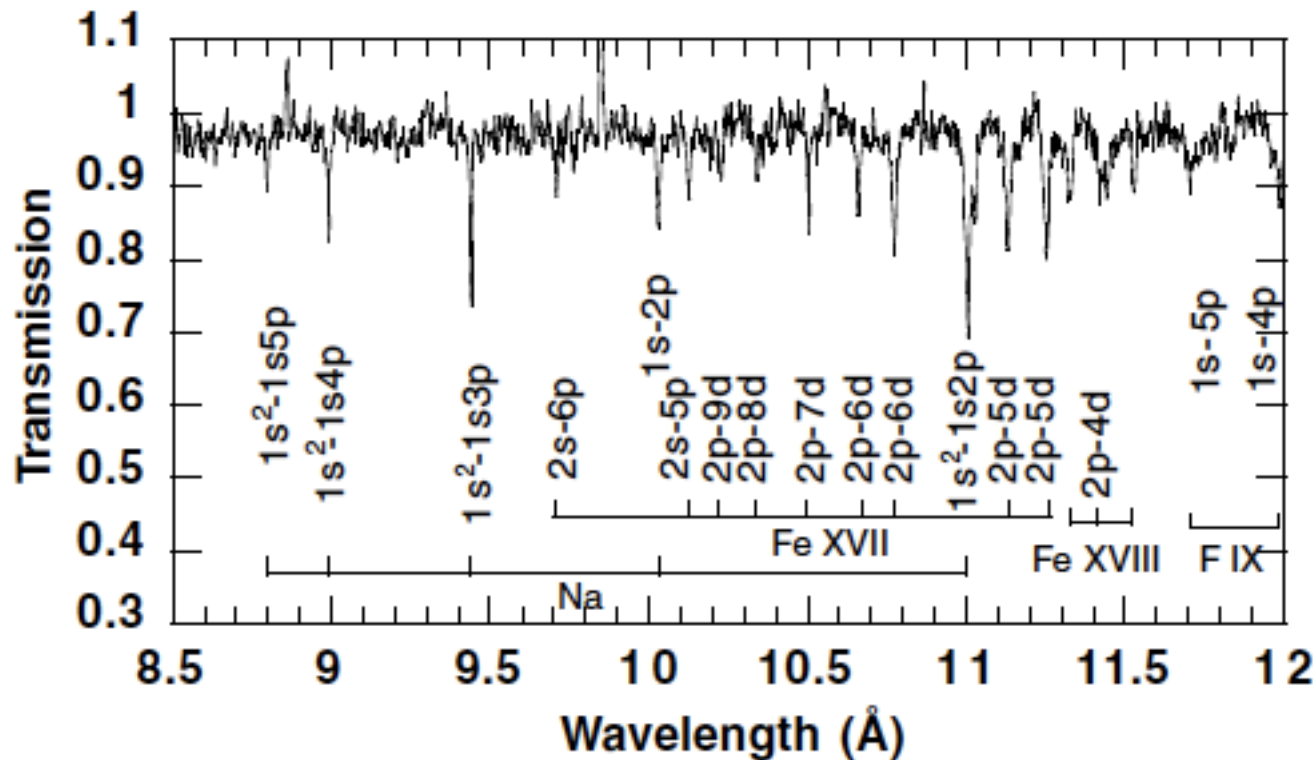 1.1
1
0.9
0.8
0.7
0.6
0.5
0.4
0.3
Transmission
1s²-1s5p
1s²-1s4p
1s²-1s3p
2s-6p
1s-2p
2s-5p
2p-9d
2p-8d
2p-7d
2p-6d
2p-6d
1s²-1s2p
2p-5d
2p-5d
2p-4d
1s-5p
1s-4p
Fe XVII
Fe XVIII
F IX
Na
8.5 9 9.5 10 10.5 11 11.5 12
Wavelength (Å)